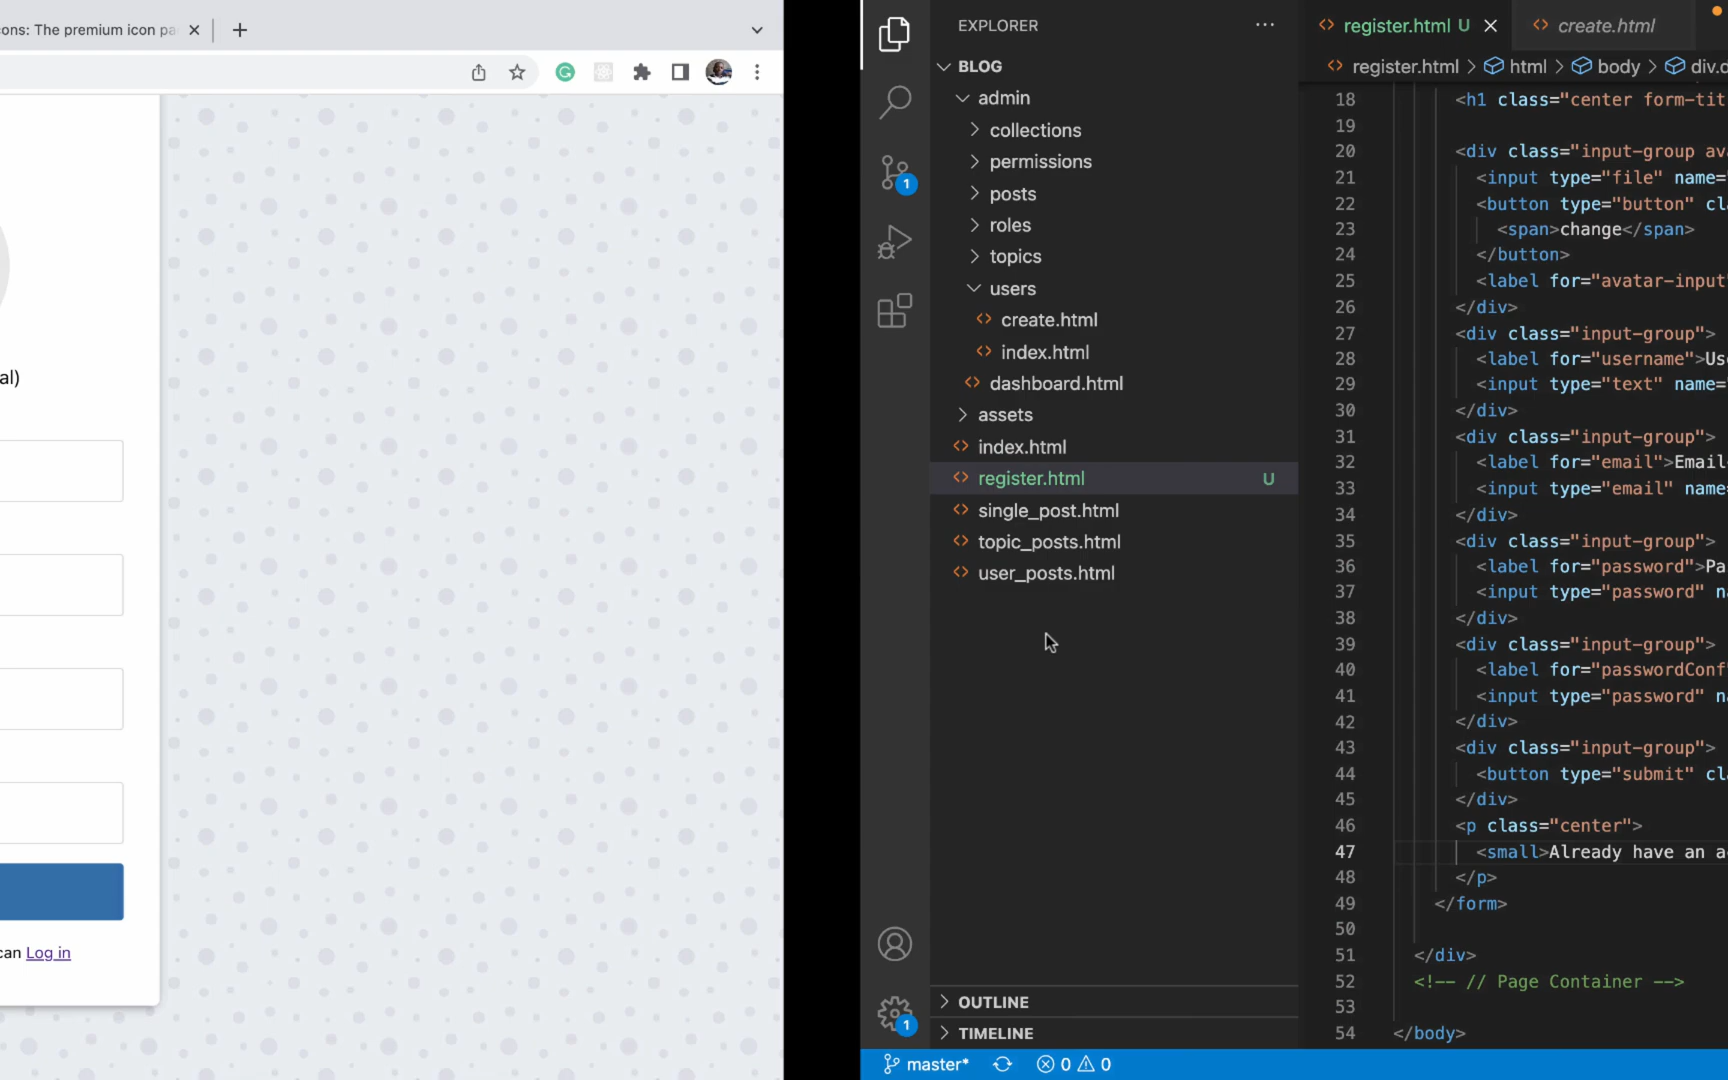 cons: The premium icon pa
al)
can Log in
EXPLORER
BLOG
admin
collections
permissions
posts
roles
topics
users
create.html
index.html
dashboard.html
assets
index.html
register.html U
single_post.html
topic_posts.html
user_posts.html
OUTLINE
TIMELINE
1
1
master* 0 0
register.html U create.html
register.html > html > body > div.d
18 <h1 class="center form-tit
19
20 <div class="input-group av
21 <input type="file" name="
22 <button type="button" cl
23 <span>change</span>
24 </button>
25 <label for="avatar-input"
26 </div>
27 <div class="input-group">
28 <label for="username">Us
29 <input type="text" name="
30 </div>
31 <div class="input-group">
32 <label for="email">Email
33 <input type="email" name
34 </div>
35 <div class="input-group">
36 <label for="password">Pa
37 <input type="password" n
38 </div>
39 <div class="input-group">
40 <label for="passwordConf
41 <input type="password" n
42 </div>
43 <div class="input-group">
44 <button type="submit" cl
45 </div>
46 <p class="center">
47 <small>Already have an a
48 </p>
49 </form>
50
51 </div>
52 <!-- // Page Container -->
53
54 </body>